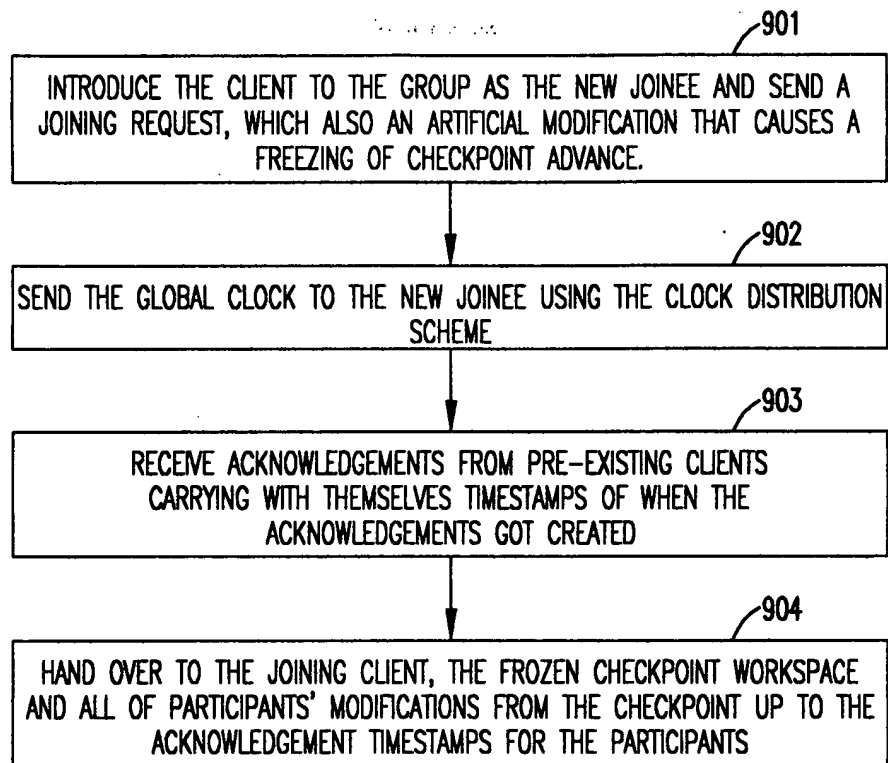 901
INTRODUCE THE CLIENT TO THE GROUP AS THE NEW JOINEE AND SEND A
JOINING REQUEST, WHICH ALSO AN ARTIFICIAL MODIFICATION THAT CAUSES A
FREEZING OF CHECKPOINT ADVANCE.
902
SEND THE GLOBAL CLOCK TO THE NEW JOINEE USING THE CLOCK DISTRIBUTION
SCHEME
903
RECEIVE ACKNOWLEDGEMENTS FROM PRE-EXISTING CLIENTS
CARRYING WITH THEMSELVES TIMESTAMPS OF WHEN THE
ACKNOWLEDGEMENTS GOT CREATED
904
HAND OVER TO THE JOINING CLIENT, THE FROZEN CHECKPOINT WORKSPACE
AND ALL OF PARTICIPANTS' MODIFICATIONS FROM THE CHECKPOINT UP TO THE
ACKNOWLEDGEMENT TIMESTAMPS FOR THE PARTICIPANTS